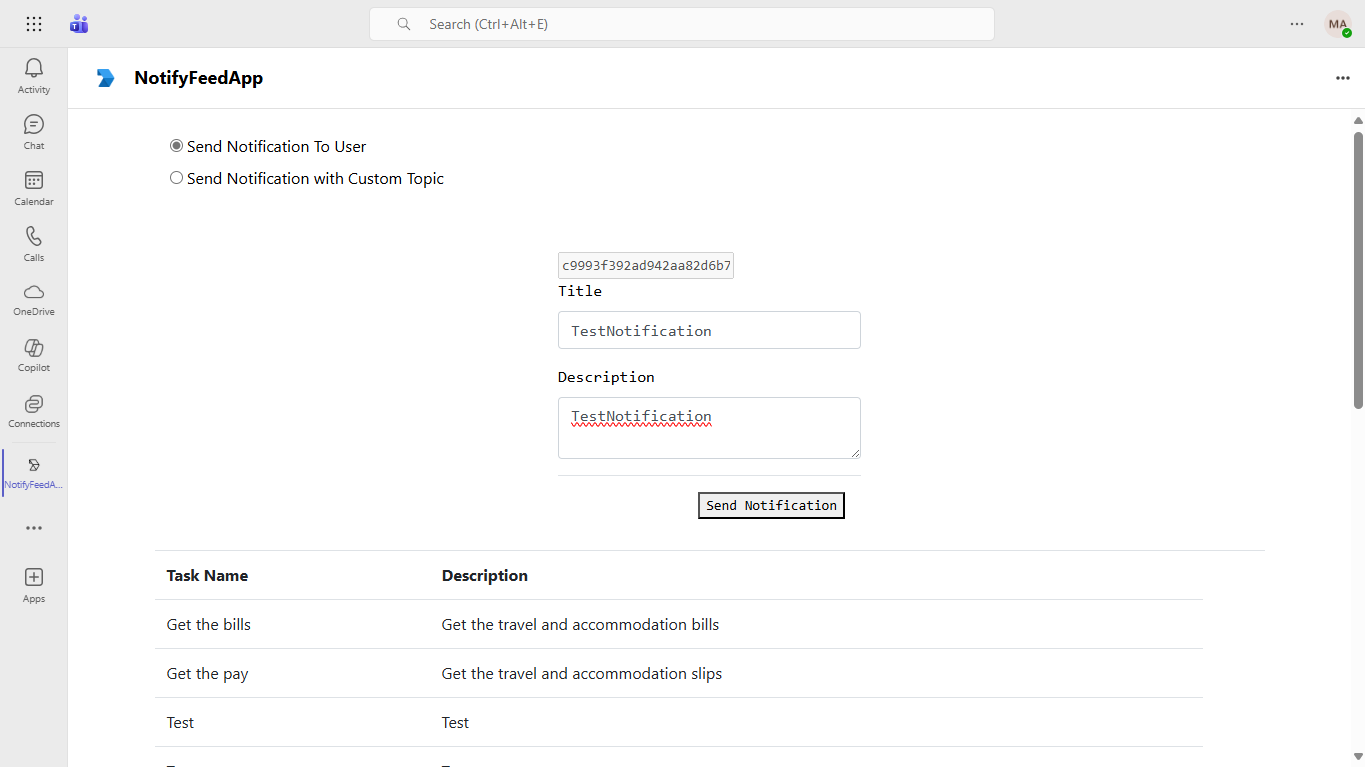 Search (Ctrl+Alt+E)
MA
Activity
Chat
Calendar
Calls
OneDrive
Copilot
Connections
NotifyFeedA...
Apps
NotifyFeedApp
Send Notification To User
Send Notification with Custom Topic
c9993f392ad942aa82d6b7
Title
TestNotification
Description
TestNotification
Send Notification
Task Name Description
Get the bills Get the travel and accommodation bills
Get the pay Get the travel and accommodation slips
Test Test